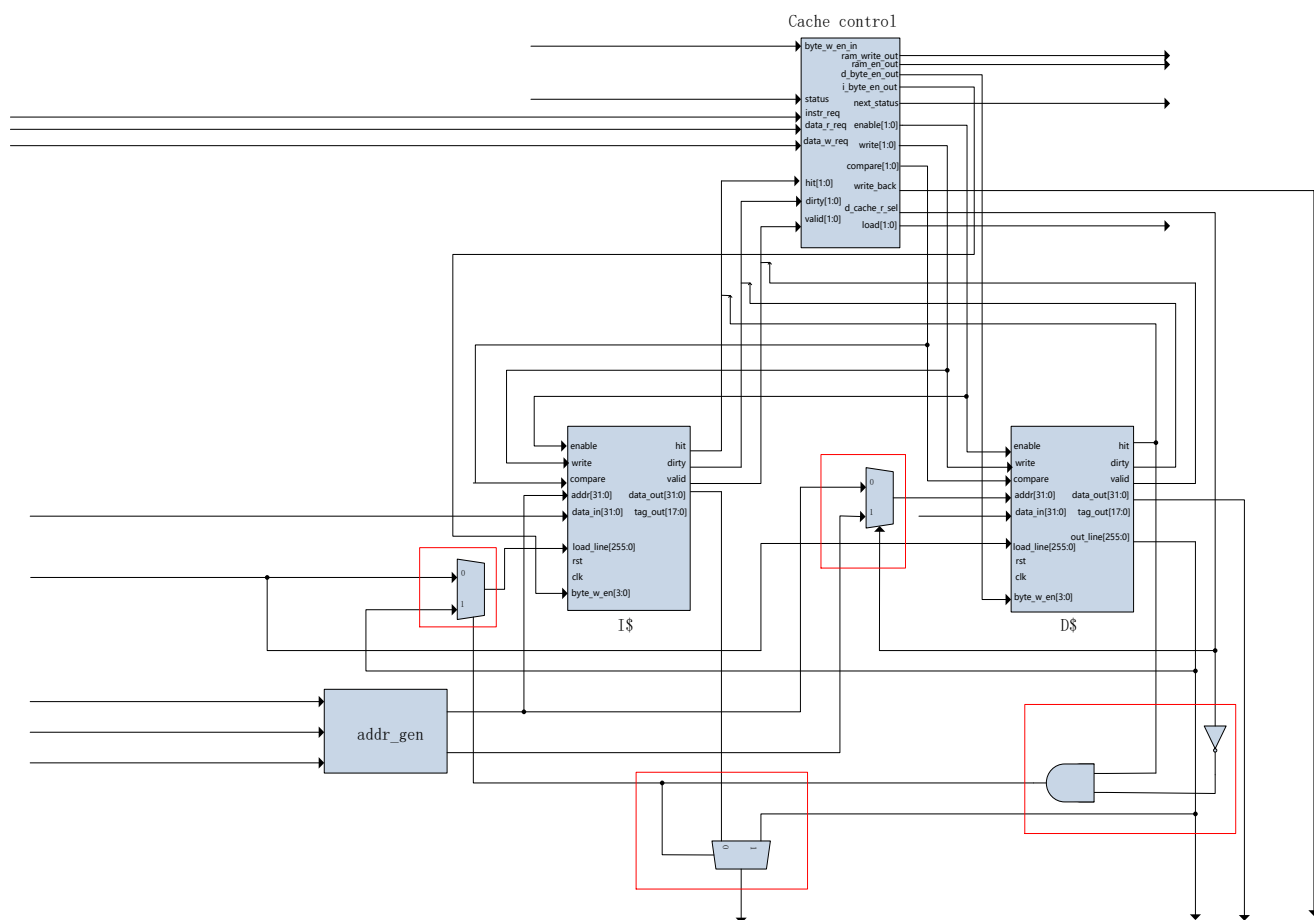 Cache control
byte_w_en_in
ram_write_out
ram_en_out
d_byte_en_out
i_byte_en_out
status
next_status
instr_req
data_r_req
enable[1:0]
data_w_req
write[1:0]
compare[1:0]
hit[1:0]
write_back
dirty[1:0]
d_cache_r_sel
valid[1:0]
load[1:0]
enable
hit
write
dirty
compare
valid
addr[31:0]
data_out[31:0]
data_in[31:0]
tag_out[17:0]
load_line[255:0]
rst
clk
byte_w_en[3:0]
I$
0
1
enable
hit
write
dirty
compare
valid
addr[31:0]
data_out[31:0]
data_in[31:0]
tag_out[17:0]
out_line[255:0]
load_line[255:0]
rst
clk
byte_w_en[3:0]
D$
0
1
addr_gen
0
1